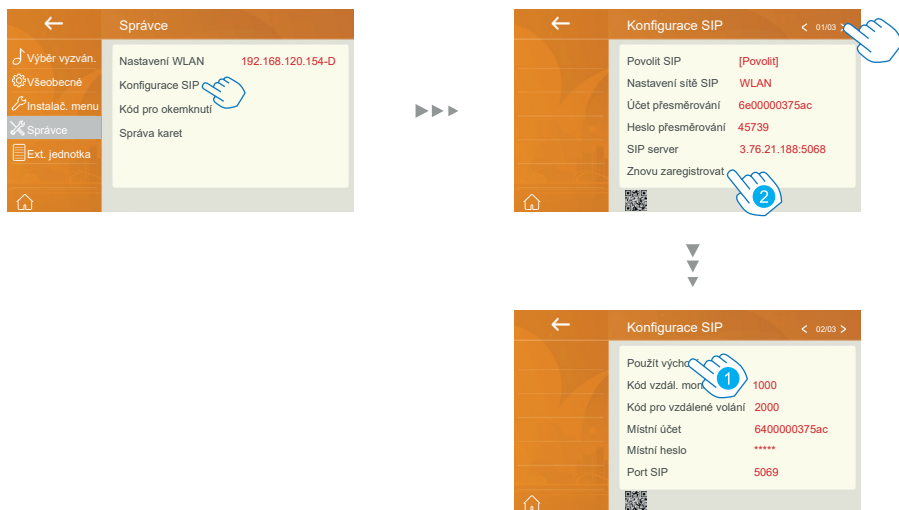 Správce
Výběr vyzván.
Všeobecné
Instalač. menu
Správce
Ext. jednotka
Nastavení WLAN 192.168.120.154-D
Konfigurace SIP
Kód pro okemknutí
Správa karet
Konfigurace SIP < 01/03 >
Povolit SIP [Povolit]
Nastavení sítě SIP WLAN
Účet přesměrování 6e00000375ac
Heslo přesměrování 45739
SIP server 3.76.21.188:5068
Znovu zaregistrovat
2
Konfigurace SIP < 02/03 >
Použít
1
Kód vzdál. 1000
Kód pro vzdálené volání 2000
Místní účet 6400000375ac
Místní heslo *****
Port SIP 5069